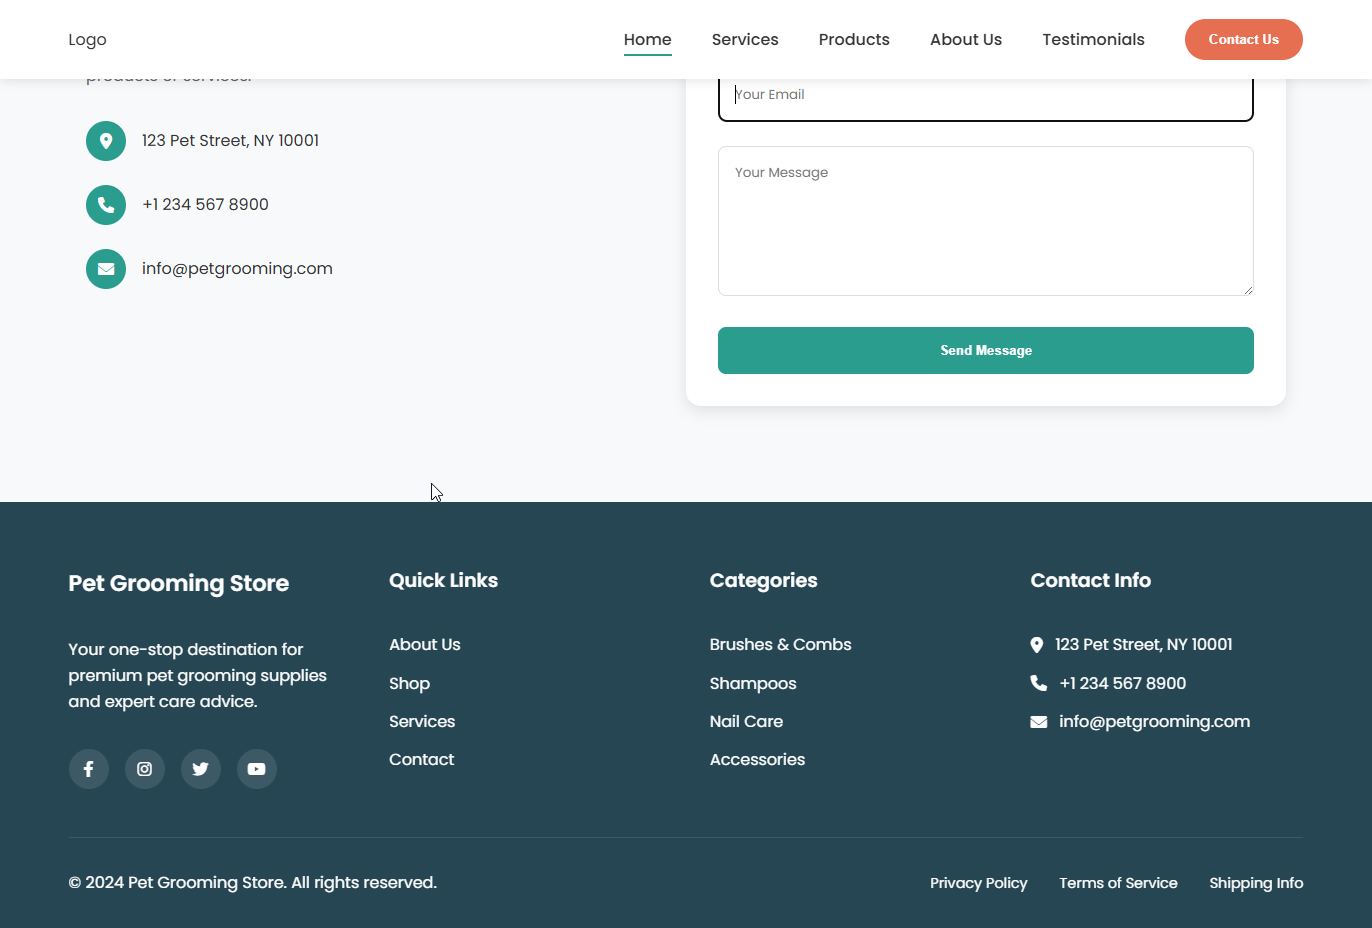 Logo
Home
Services
Products
About Us
Testimonials
Contact Us
products or services.
123 Pet Street, NY 10001
+1 234 567 8900
info@petgrooming.com
Your Email
Your Message
Send Message
Pet Grooming Store
Your one-stop destination for
premium pet grooming supplies
and expert care advice.
Quick Links
About Us
Shop
Services
Contact
Categories
Brushes & Combs
Shampoos
Nail Care
Accessories
Contact Info
123 Pet Street, NY 10001
+1 234 567 8900
info@petgrooming.com
© 2024 Pet Grooming Store. All rights reserved.
Privacy Policy
Terms of Service
Shipping Info